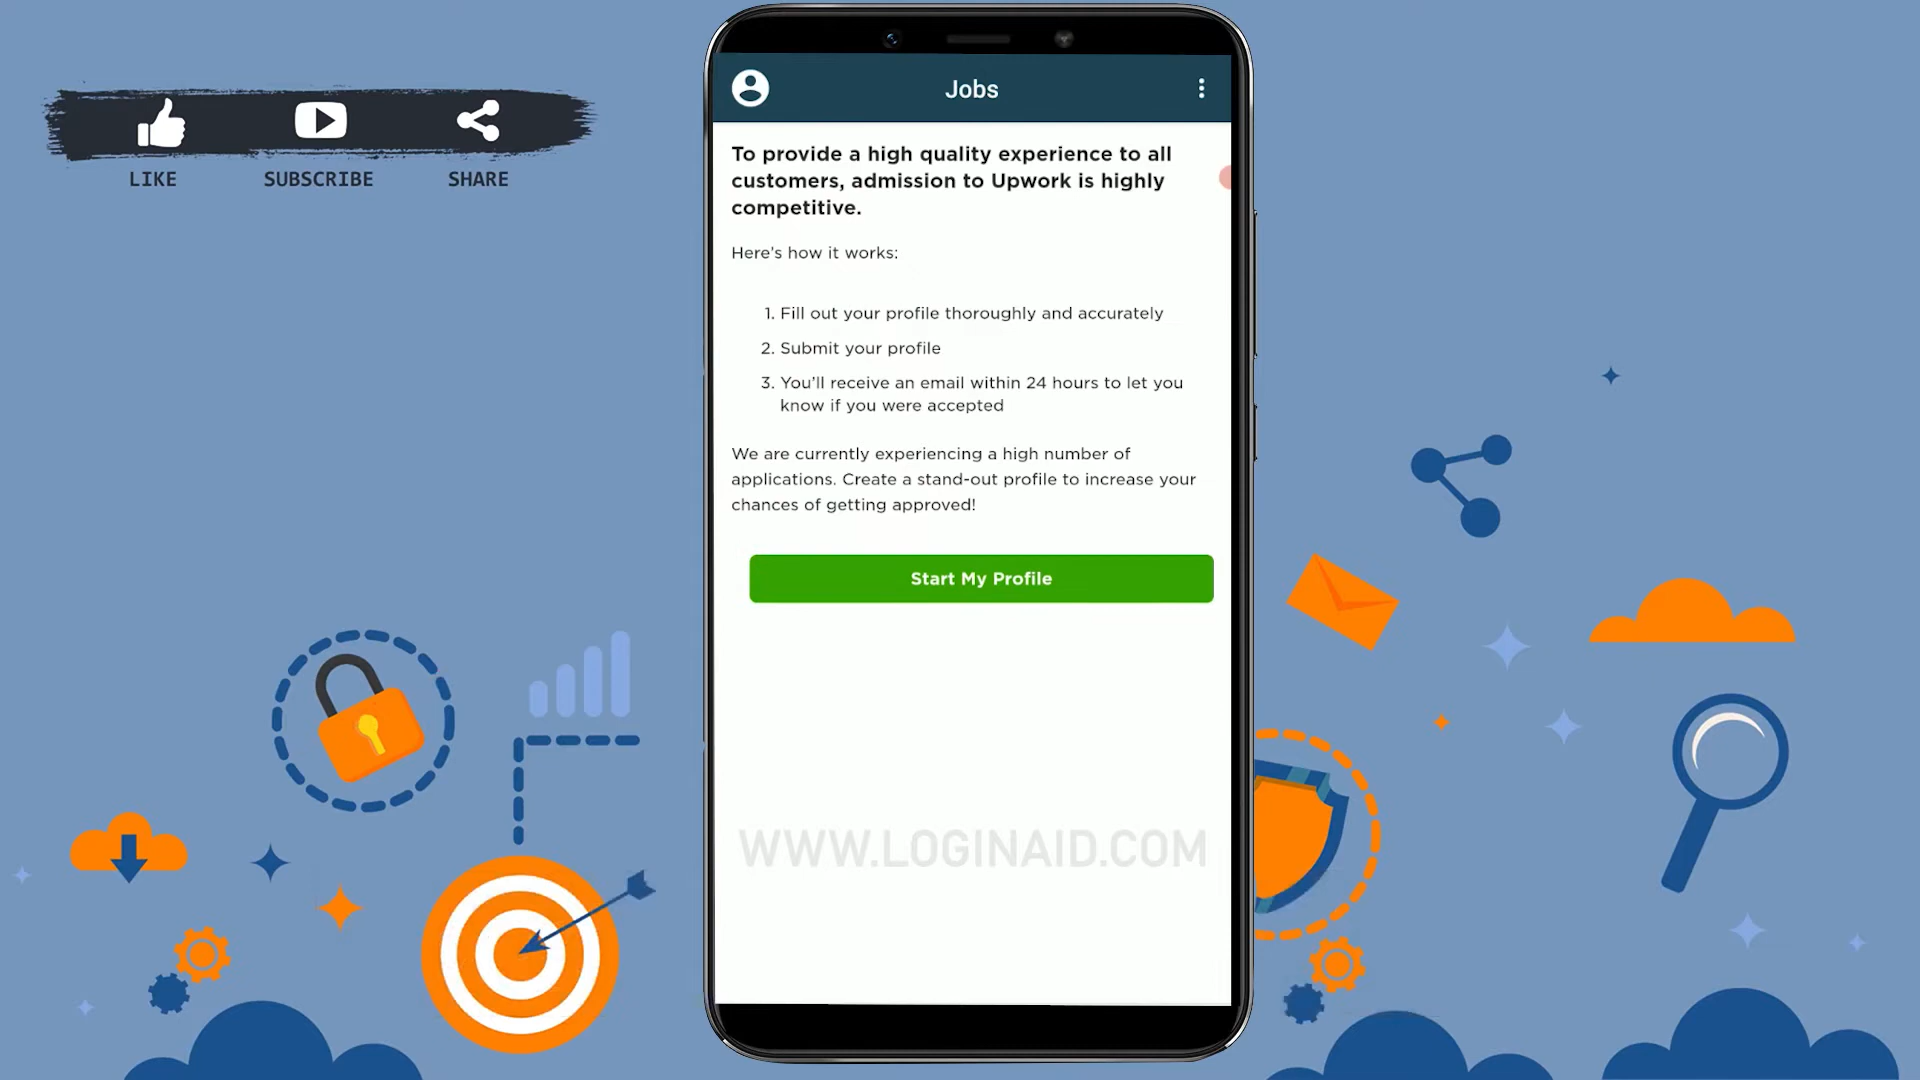 LIKE
SUBSCRIBE
SHARE
Jobs
To provide a high quality experience to all
customers, admission to Upwork is highly
competitive.
Here's how it works:
1. Fill out your profile thoroughly and accurately
2. Submit your profile
3. You'll receive an email within 24 hours to let you
know if you were accepted
We are currently experiencing a high number of
applications. Create a stand-out profile to increase your
chances of getting approved!
Start My Profile
WWW.LOGINAID.COM